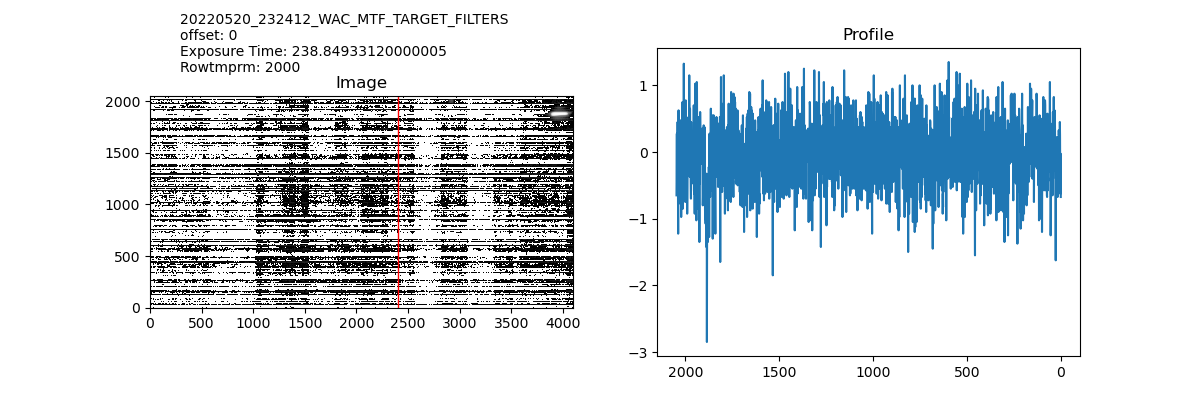 20220520_232412_WAC_MTF_TARGET_FILTERS
offset: 0
Exposure Time: 238.84933120000005
Rowtmprm: 2000
Image
2000
1500
1000
500
0
0 500 1000 1500 2000 2500 3000 3500 4000
Profile
1
0
−1
−2
−3
2000 1500 1000 500 0